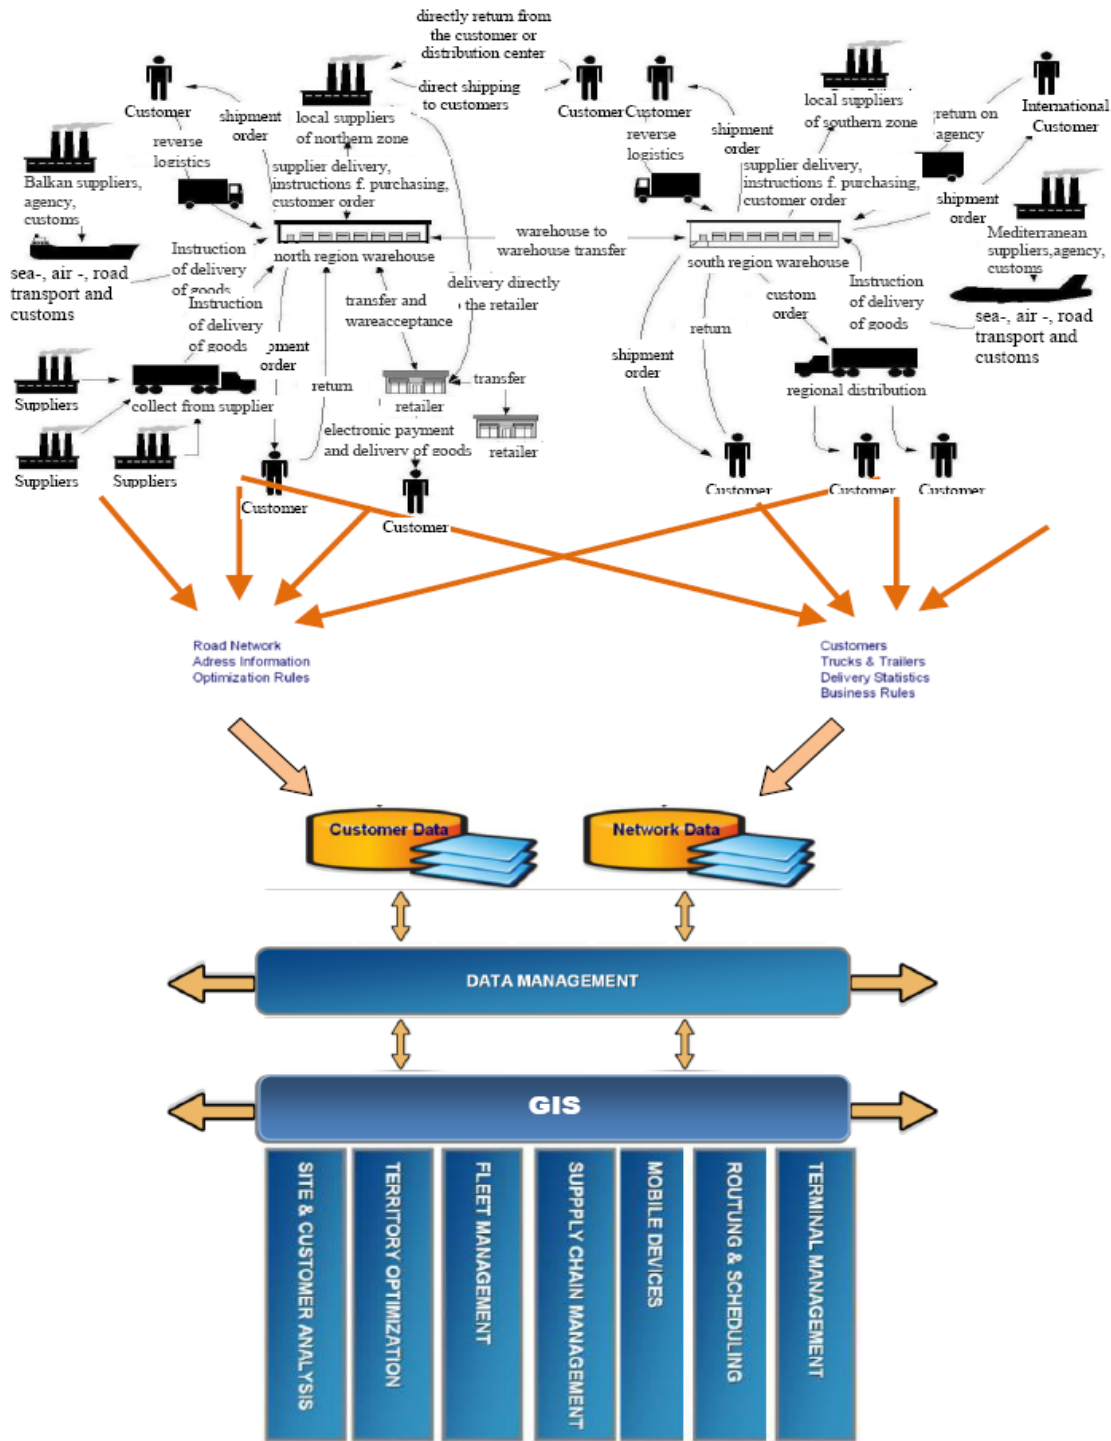 directly return from
the customer or
distribution center
direct shipping
to customers
Customer
shipment
order
reverse
logistics
local suppliers
of northern zone
Customer
Customer
reverse
logistics
shipment
order
local suppliers
of southern zone
return on
agency
International
Customer
Balkan suppliers,
agency,
customs
supplier delivery,
instructions f. purchasing,
customer order
supplier delivery,
instructions f. purchasing,
customer order
shipment
order
Mediterranean
suppliers,agency,
customs
sea-, air -, road
transport and
customs
Instruction
of delivery
of goods
north region warehouse
warehouse to
warehouse transfer
south region warehouse
sea-, air -, road
transport and
customs
Instruction
of delivery
of goods
transfer and
wareacceptance
delivery directly
the retailer
custom
order
Instruction
of delivery
of goods
return
shipment
order
pment
order
return
Suppliers
collect from supplier
retailer
transfer
retailer
regional distribution
electronic payment
and delivery of goods
Suppliers
Suppliers
Customer
Customer
Customer
Customer
Customer
Road Network
Adress Information
Optimization Rules
Customers
Trucks & Trailers
Delivery Statistics
Business Rules
Customer Data
Network Data
DATA MANAGEMENT
GIS
SITE & CUSTOMER ANALYSIS
TERRITORY OPTIMIZATION
FLEET MANAGEMENT
SUPPPLY CHAIN MANAGEMENT
MOBILE DEVICES
ROUTUNG & SCHEDULING
TERMINAL MANAGEMENT